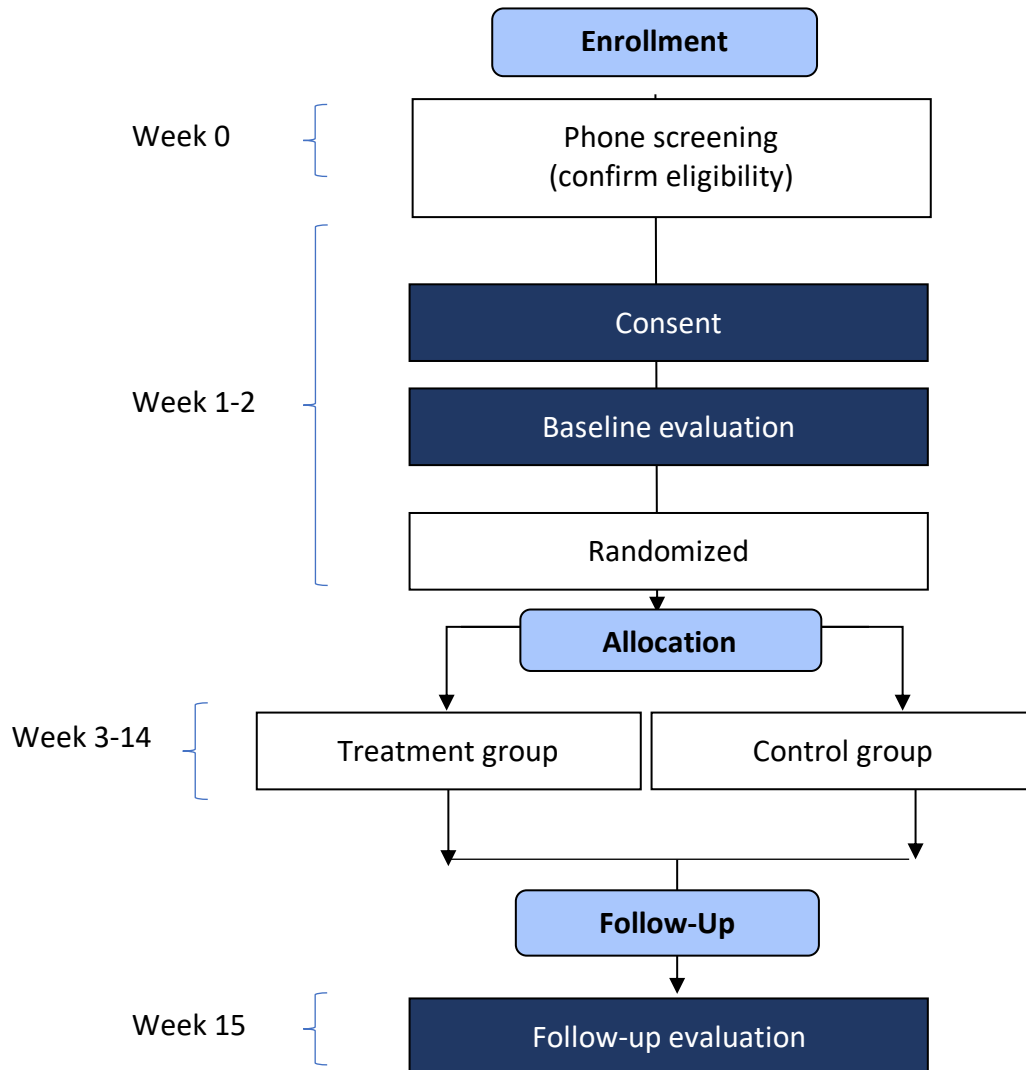 Enrollment
Week 0
Phone screening
(confirm eligibility)
Consent
Week 1-2
Baseline evaluation
Randomized
Allocation
Week 3-14
Treatment group
Control group
Follow-Up
Week 15
Follow-up evaluation